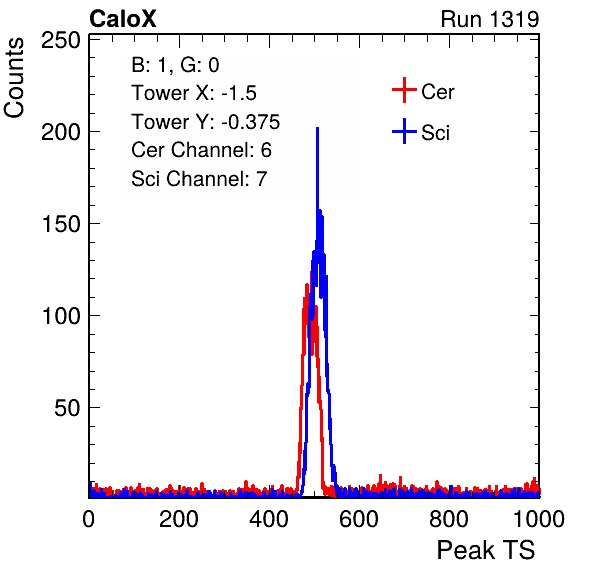 CaloX Run 1319
Counts
250
200
150
100
50
B: 1, G: 0
Tower X: -1.5
Tower Y: -0.375
Cer Channel: 6
Sci Channel: 7
Cer
Sci
0 200 400 600 800 1000
Peak TS